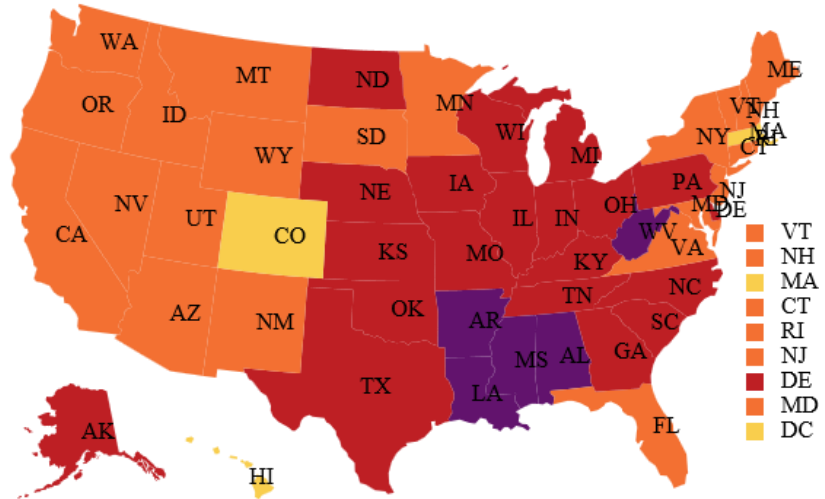 WA
MT
ND
MN
ME
OR
ID
SD
WI
VT
NH
MA
RI
CT
NY
WY
MI
NV
UT
NE
IA
PA
NJ
CA
CO
IL
IN
OH
MD
DE
KS
MO
WV
VA
KY
AZ
NM
OK
TN
NC
AR
SC
TX
MS
AL
GA
LA
FL
AK
HI
VT
NH
MA
CT
RI
NJ
DE
MD
DC